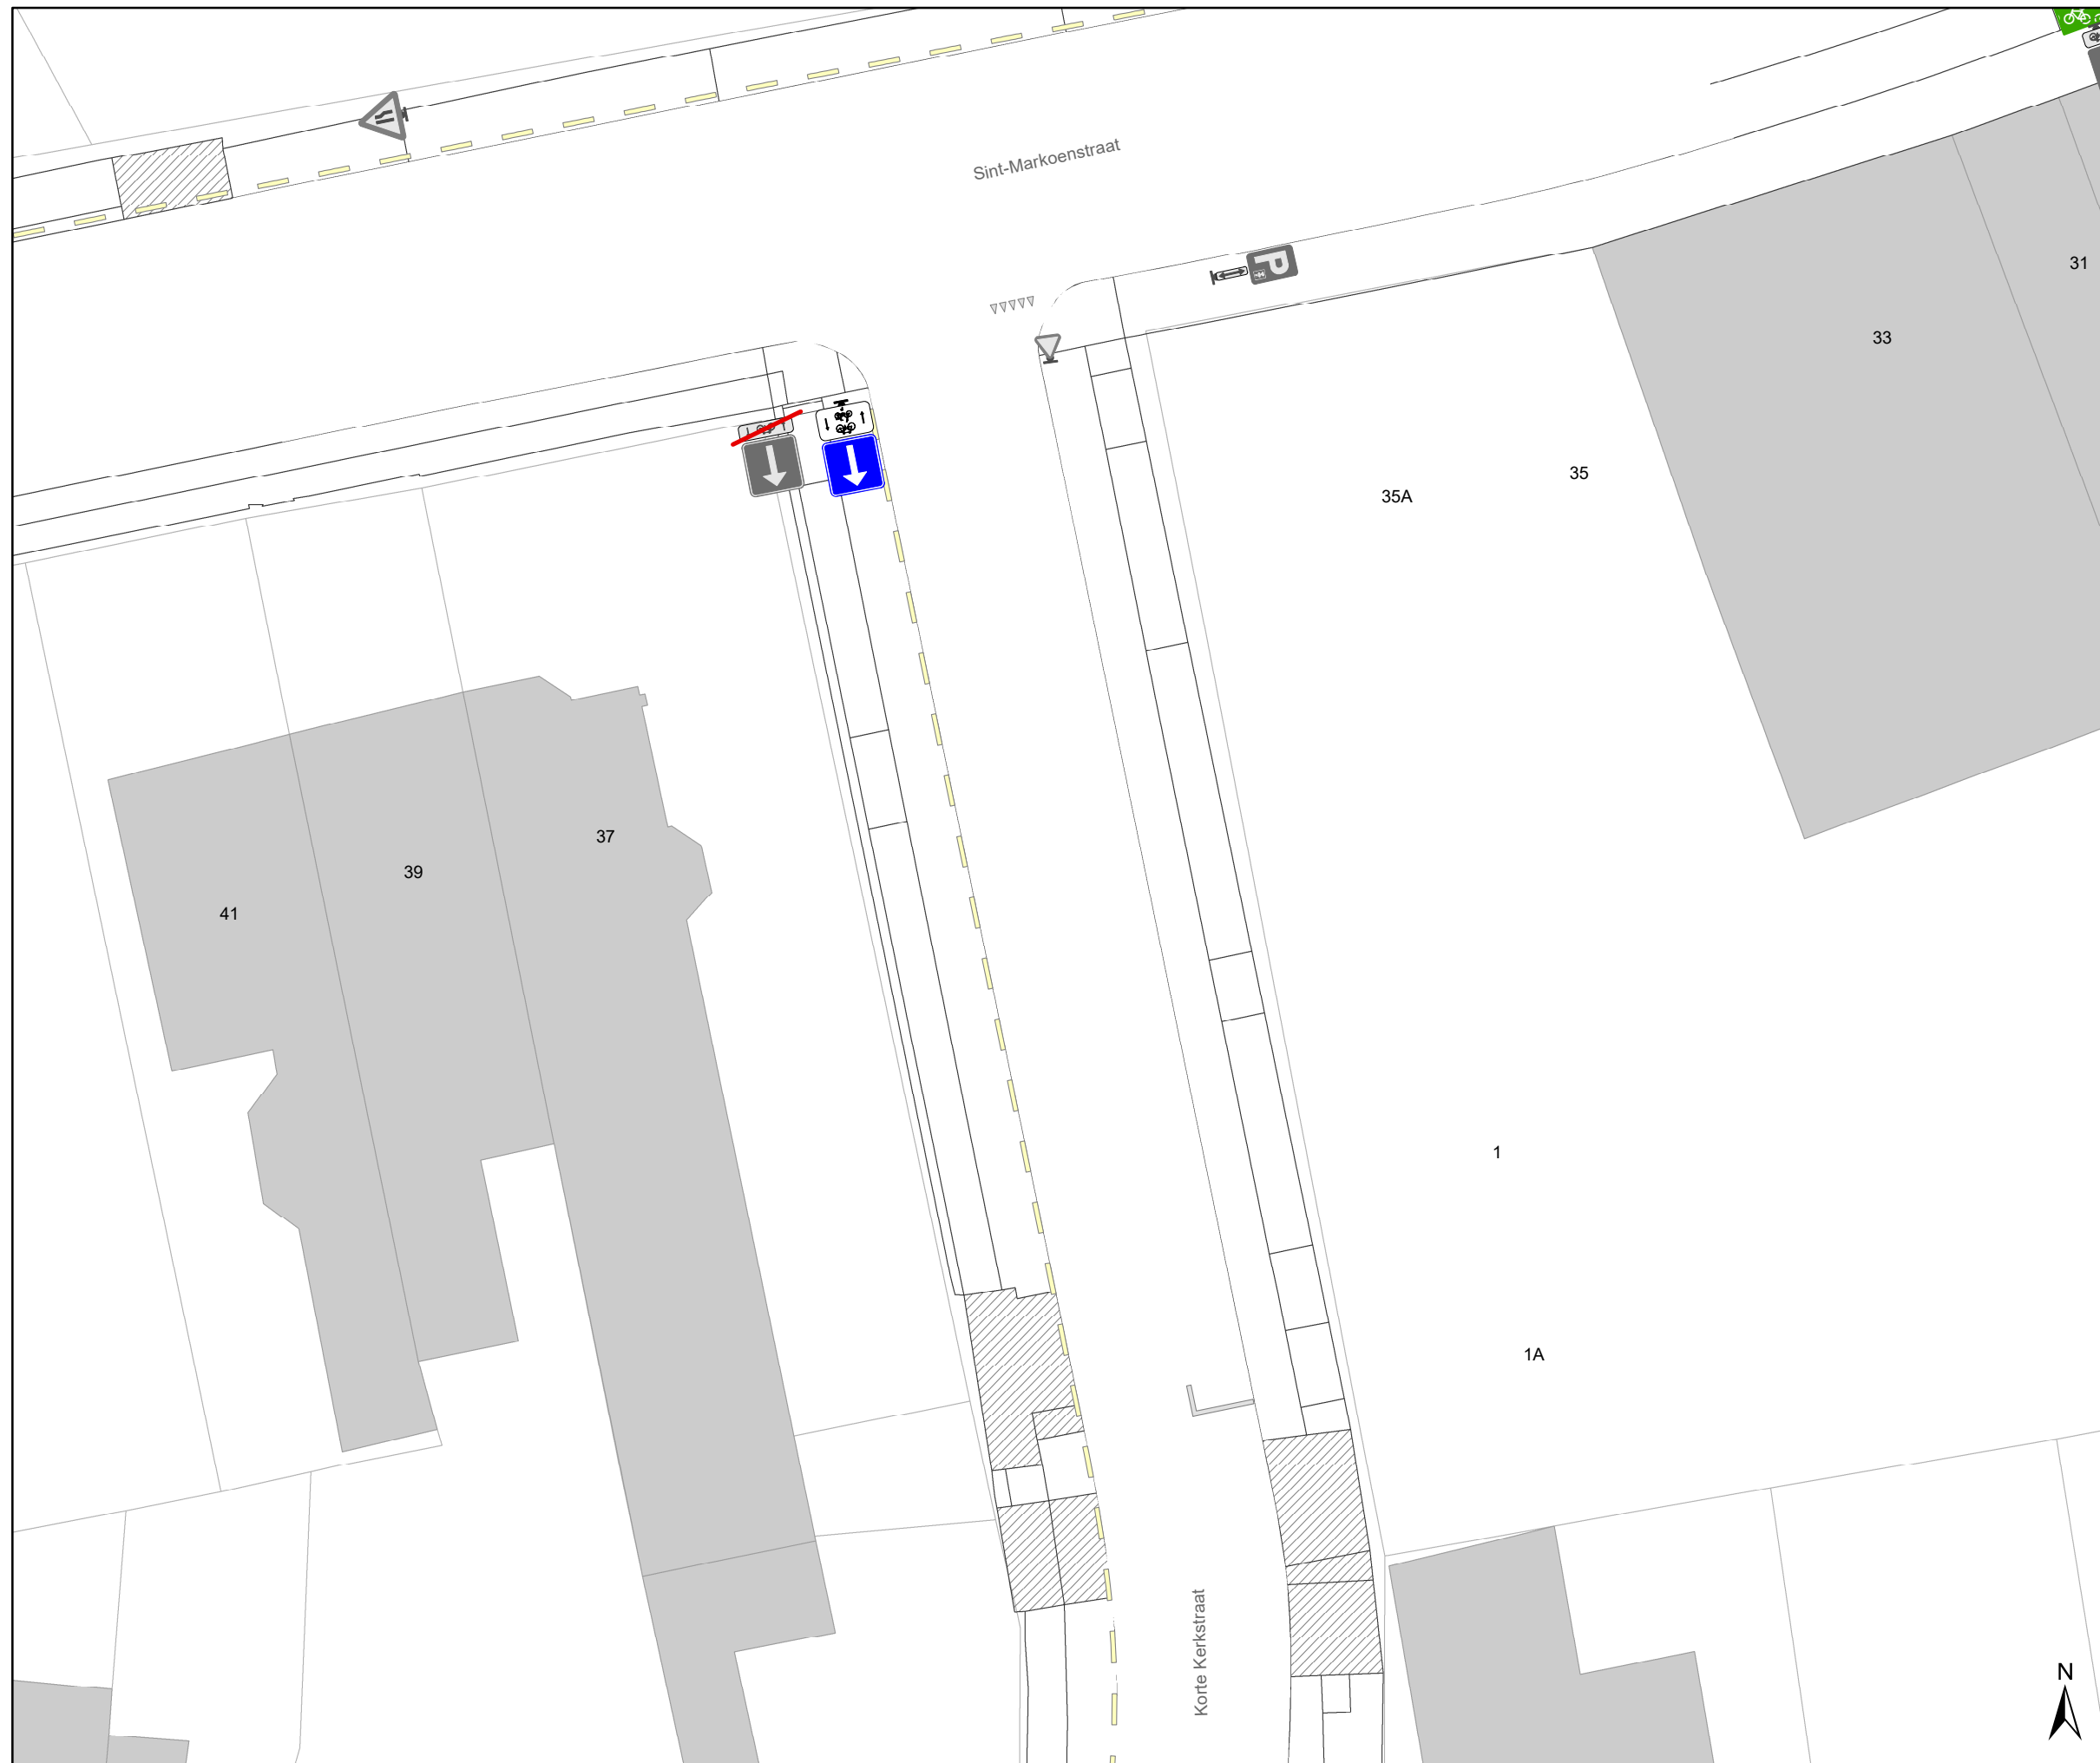 Sint-Markoenstraat
P
31
33
35
35A
37
39
41
1
1A
Korte Kerkstraat
N